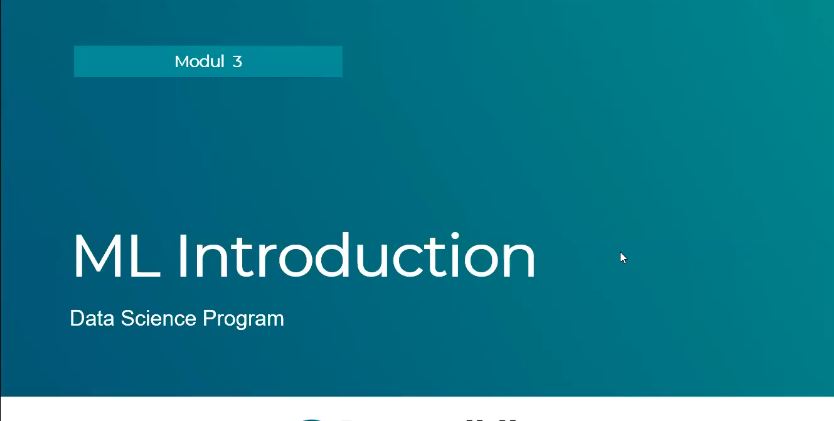 Modul 3
ML Introduction
Data Science Program